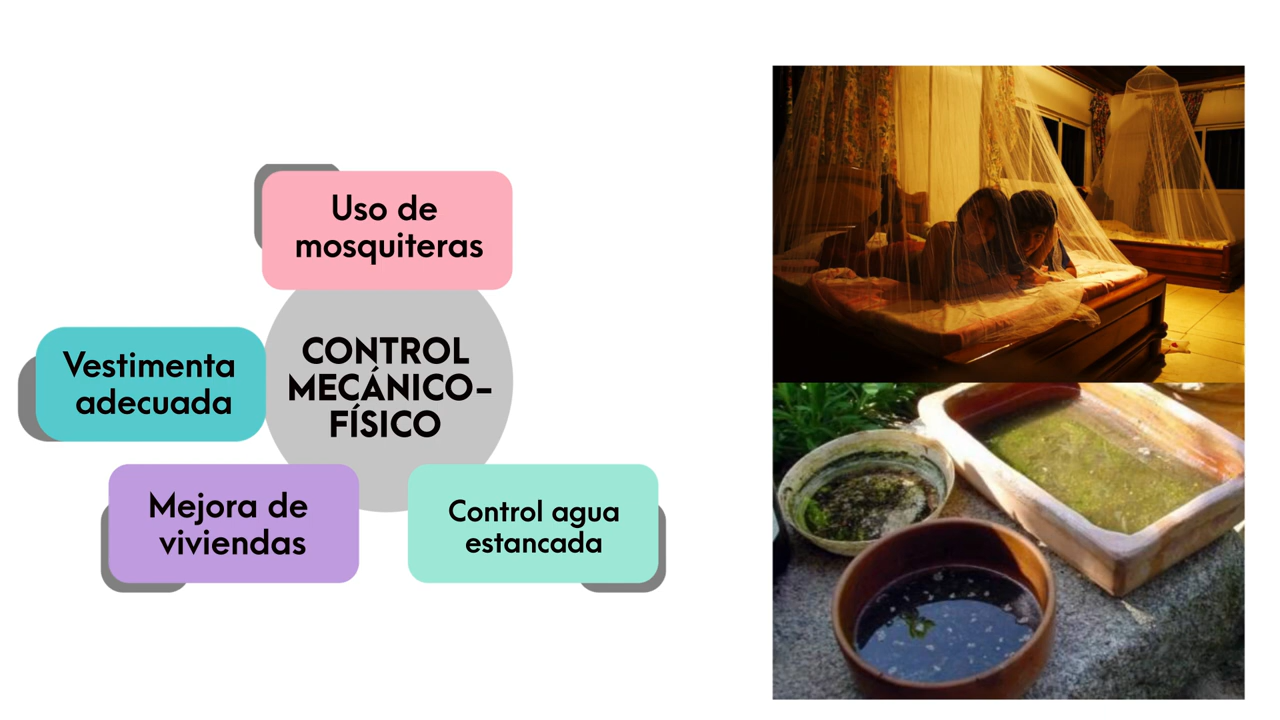 Uso de
mosquiteras
Vestimenta
adecuada
CONTROL
MECÁNICO-
FÍSICO
Mejora de
viviendas
Control agua
estancada